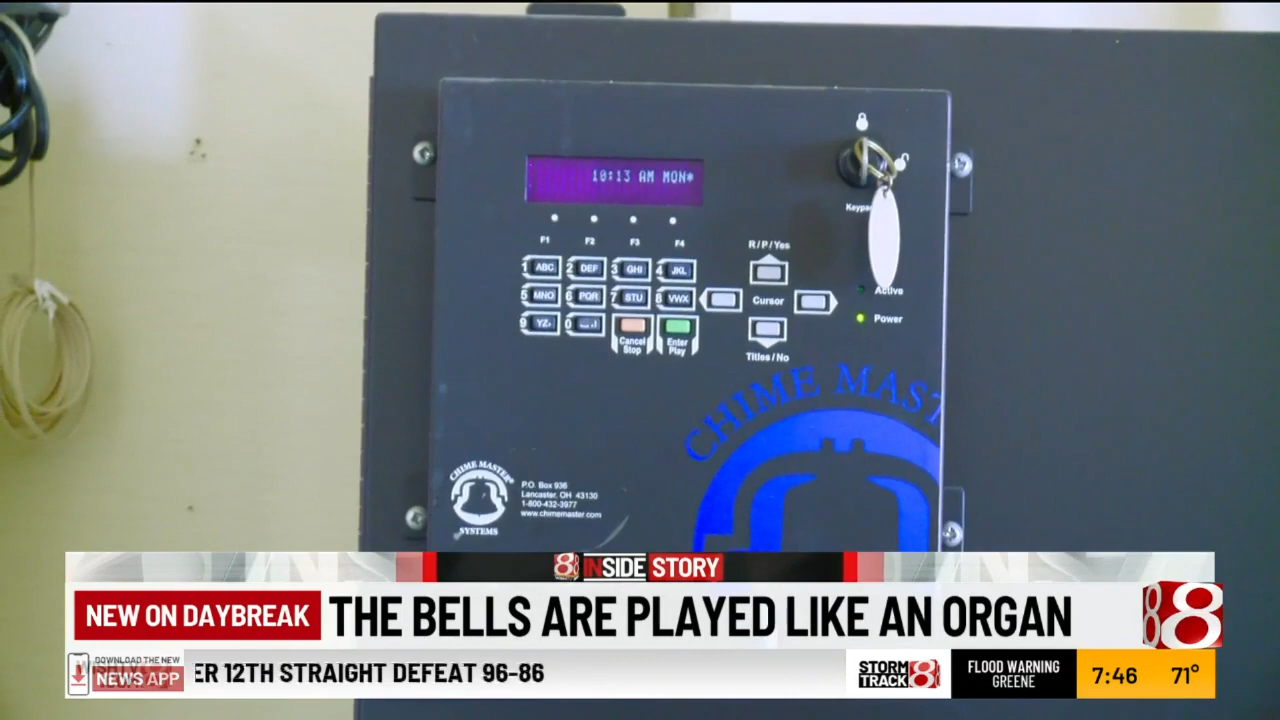 10:13 AM MON*
F1 F2 F3 F4
R / P / Yes
1 ABC 2 DEF 3 GHI 4 JKL
5 MNO 6 PQR 7 STU 8 VWX
Cursor
9 YZ 0
Cancel Stop
Enter Play
Titles / No
Active
Power
CHIME MAST
CHIME MASTER
SYSTEMS
P.O. Box 936
Lancaster, OH 43130
1-800-432-3977
www.chimemaster.com
8 INSIDE STORY
NEW ON DAYBREAK THE BELLS ARE PLAYED LIKE AN ORGAN
8
DOWNLOAD THE NEW
NEWS APP
ER 12TH STRAIGHT DEFEAT 96-86
STORM
TRACK 8
FLOOD WARNING
GREENE
7:46 71°